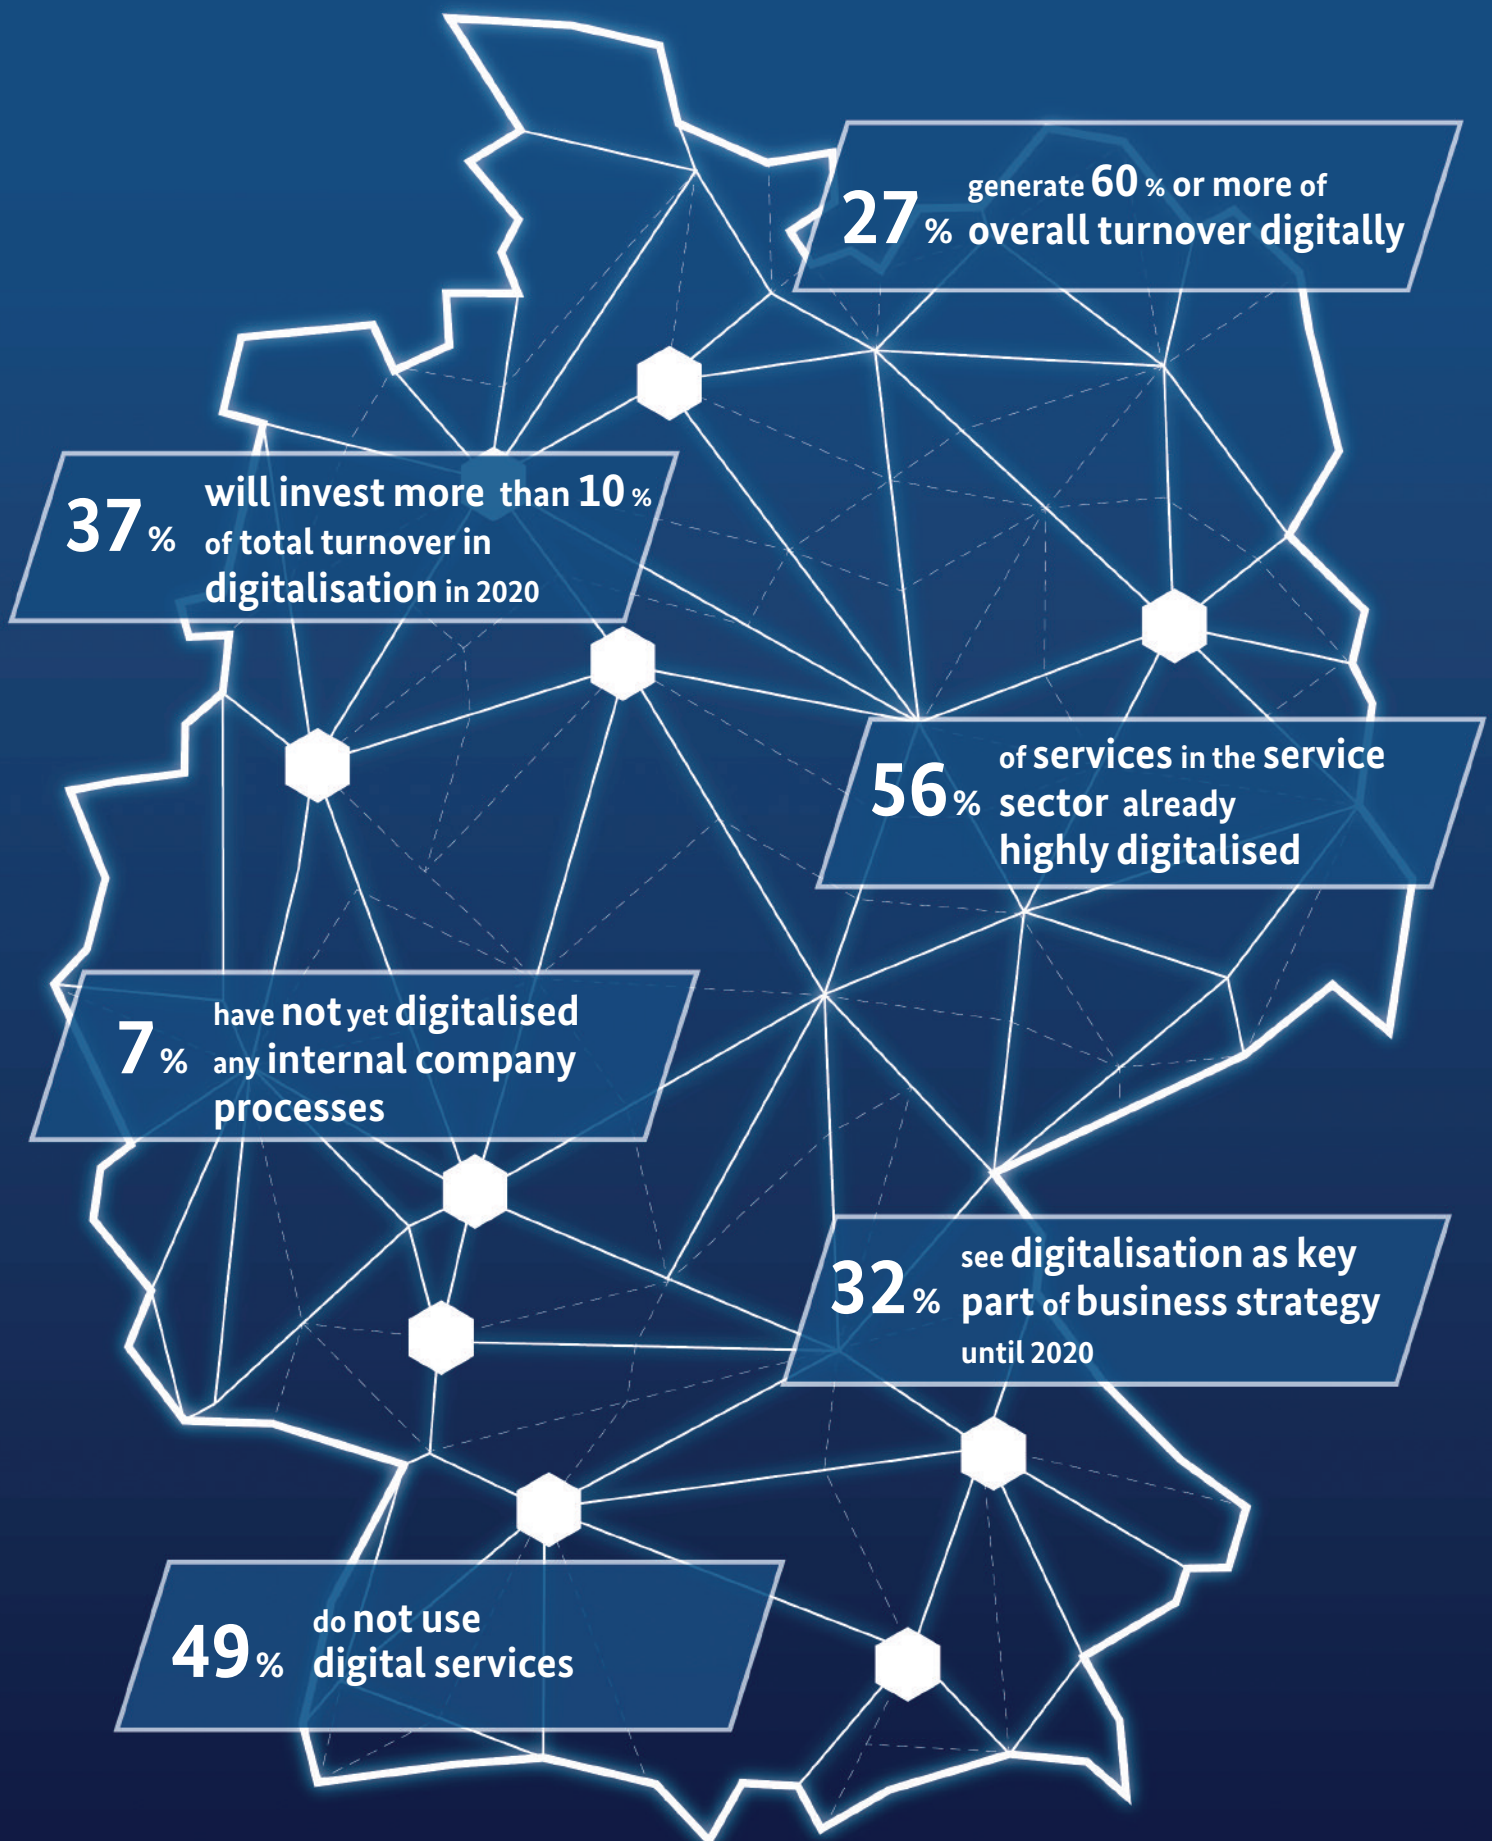 27 % generate 60 % or more of
overall turnover digitally
37 % will invest more than 10 %
of total turnover in
digitalisation in 2020
56 % of services in the service
sector already
highly digitalised
7 % have not yet digitalised
any internal company
processes
32 % see digitalisation as key
part of business strategy
until 2020
49 % do not use
digital services